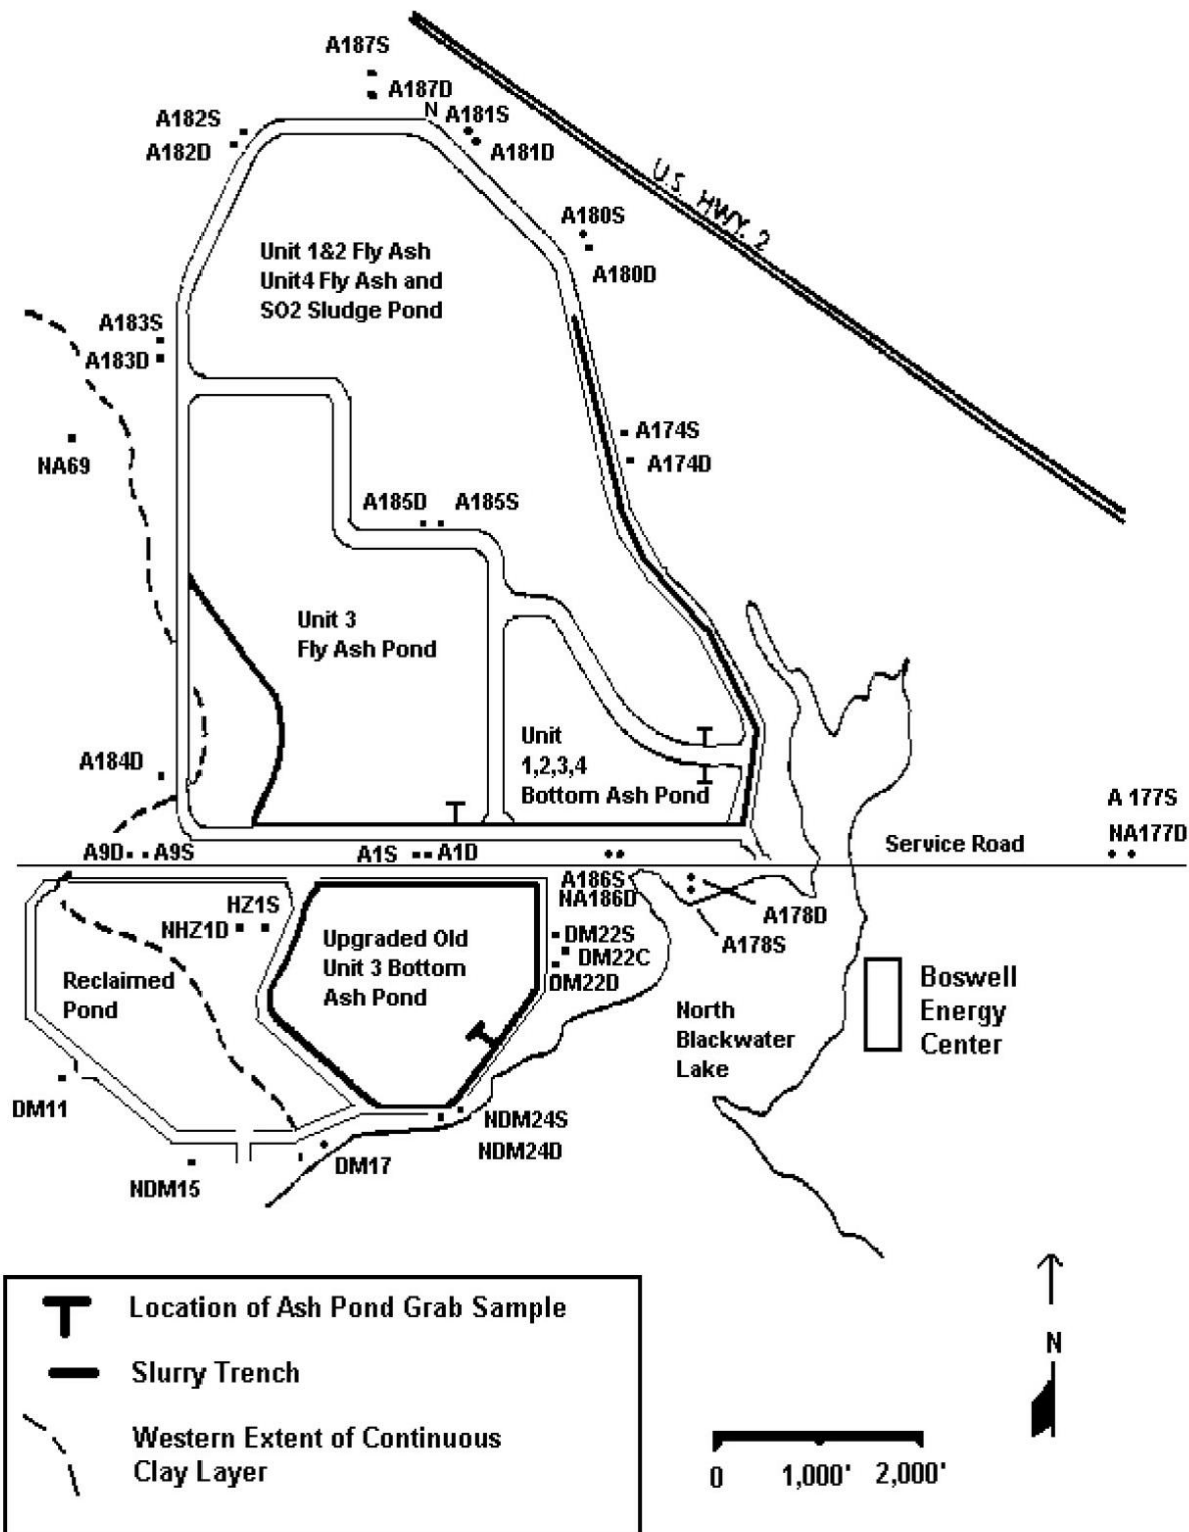 A187S
A187D
N
A181S
A182S
A182D
A181D
U.S. HWY. 2
A180S
A180D
Unit 1&2 Fly Ash
Unit4 Fly Ash and
SO2 Sludge Pond
A183S
A183D
A174S
A174D
NA69
A185D
A185S
Unit 3
Fly Ash Pond
Unit
1,2,3,4
Bottom Ash Pond
A184D
A 177S
NA177D
Service Road
A9D
A9S
A1S
A1D
A186S
NA186D
A178D
A178S
HZ1S
NHZ1D
DM22S
DM22C
DM22D
Upgraded Old
Unit 3 Bottom
Ash Pond
Reclaimed
Pond
North
Blackwater
Lake
Boswell
Energy
Center
DM11
NDM24S
NDM24D
DM17
NDM15
Location of Ash Pond Grab Sample
Slurry Trench
Western Extent of Continuous
Clay Layer
N
0 1,000' 2,000'